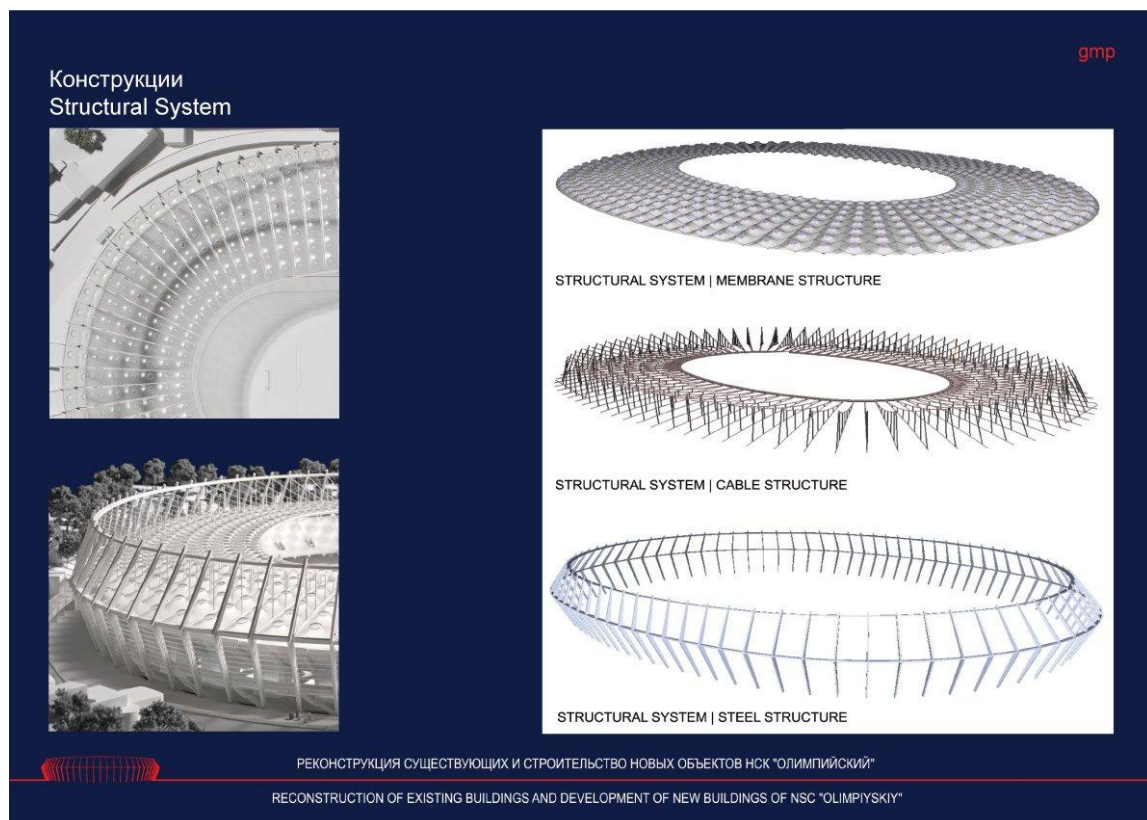 gmp
Конструкции
Structural System
STRUCTURAL SYSTEM | MEMBRANE STRUCTURE
STRUCTURAL SYSTEM | CABLE STRUCTURE
STRUCTURAL SYSTEM | STEEL STRUCTURE
РЕКОНСТРУКЦИЯ СУЩЕСТВУЮЩИХ И СТРОИТЕЛЬСТВО НОВЫХ ОБЪЕКТОВ НСК "ОЛИМПИЙСКИЙ"
RECONSTRUCTION OF EXISTING BUILDINGS AND DEVELOPMENT OF NEW BUILDINGS OF NSC "OLIMPIYSKIY"